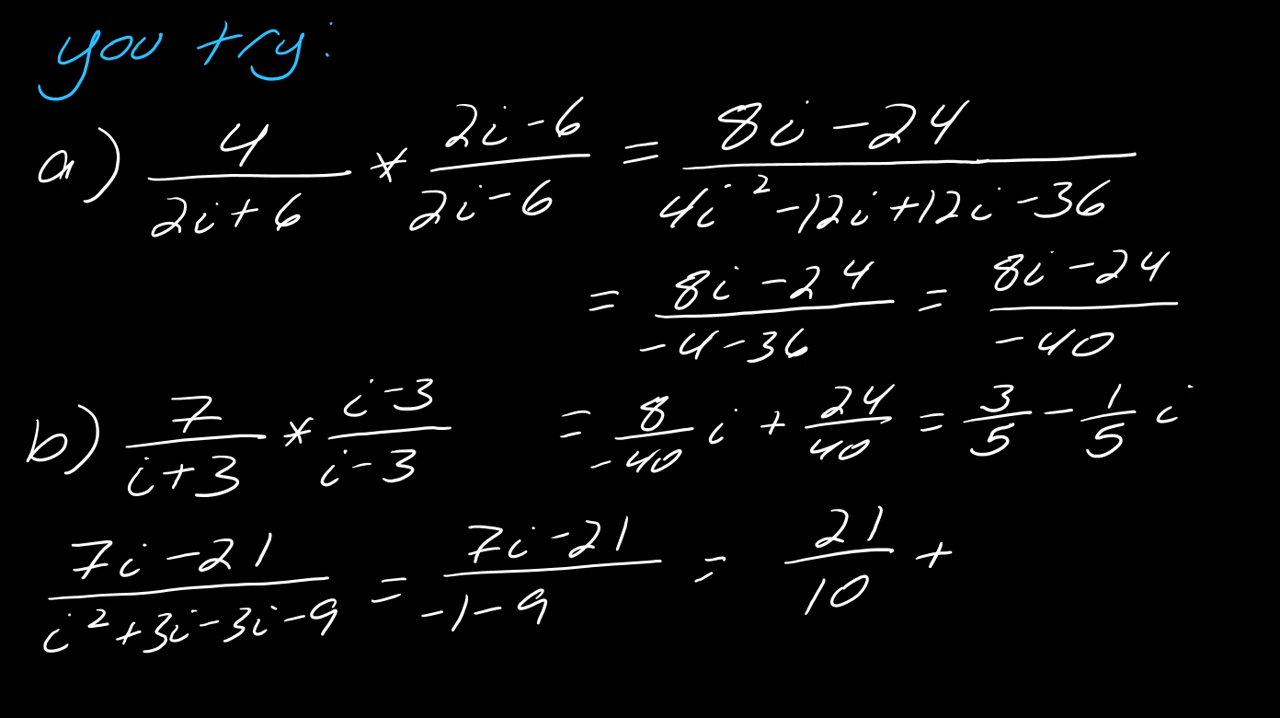 you try:
a) 4/(2i+6) * (2i-6)/(2i-6) = (8i-24)/(4i²-12i+12i-36)
= (8i-24)/(-4-36) = (8i-24)/(-40)
= 8/(-40) i + 24/40 = 3/5 - 1/5 i
b) 7/(i+3) * (i-3)/(i-3)
(7i-21)/(i²+3i-3i-9) = (7i-21)/(-1-9) = 21/10 +